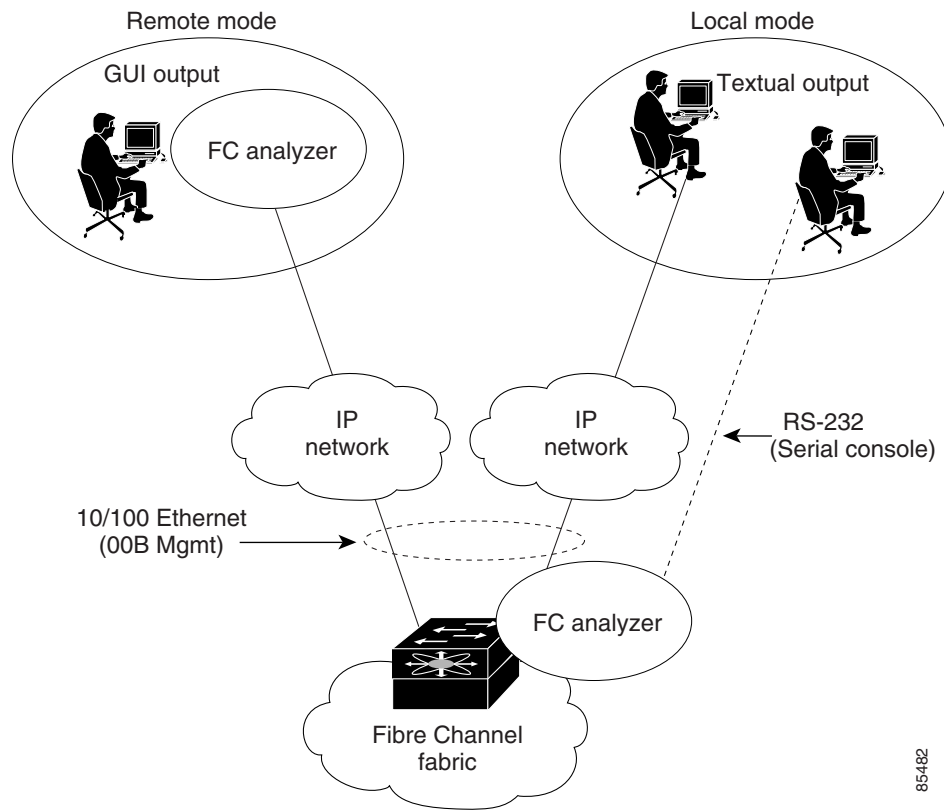 Remote mode
Local mode
GUI output
Textual output
FC analyzer
IP
network
IP
network
RS-232
(Serial console)
10/100 Ethernet
(00B Mgmt)
FC analyzer
Fibre Channel
fabric
85482